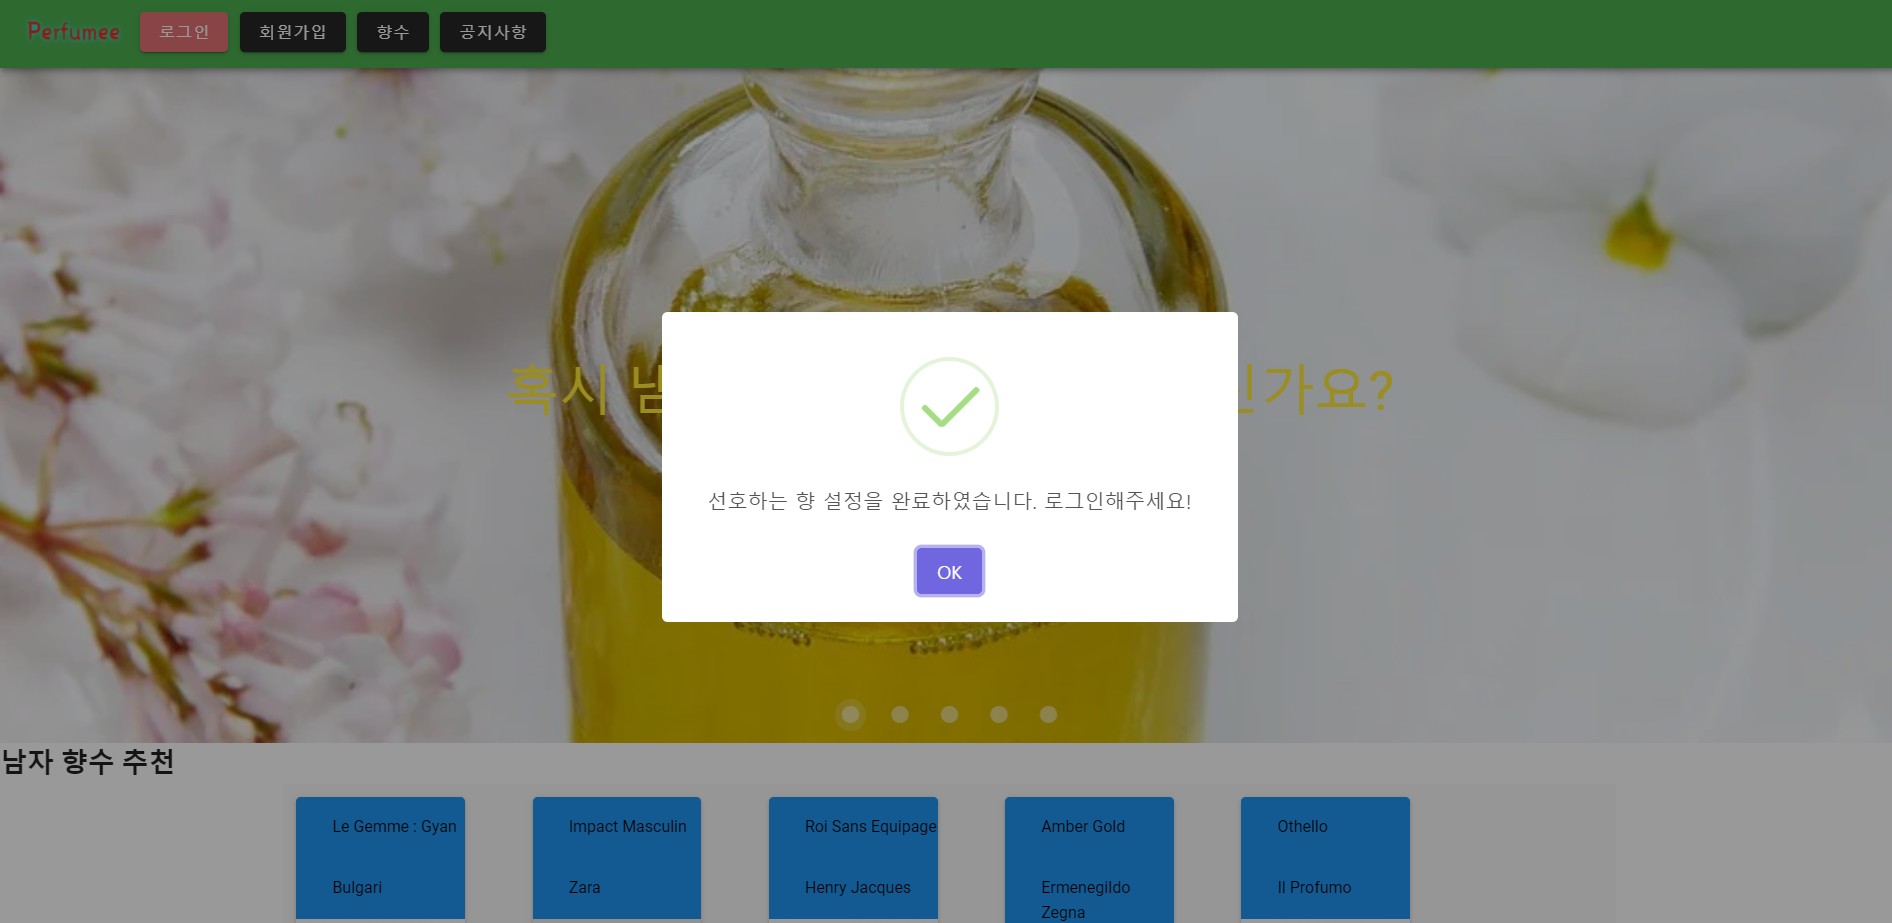 Perfumee 로그인 회원가입 향수 공지사항
혹시 인가요?
선호하는 향 설정을 완료하였습니다. 로그인해주세요!
OK
남자 향수 추천
Le Gemme : Gyan
Bulgari
Impact Masculin
Zara
Roi Sans Equipage
Henry Jacques
Amber Gold
Ermenegildo
Zegna
Othello
Il Profumo